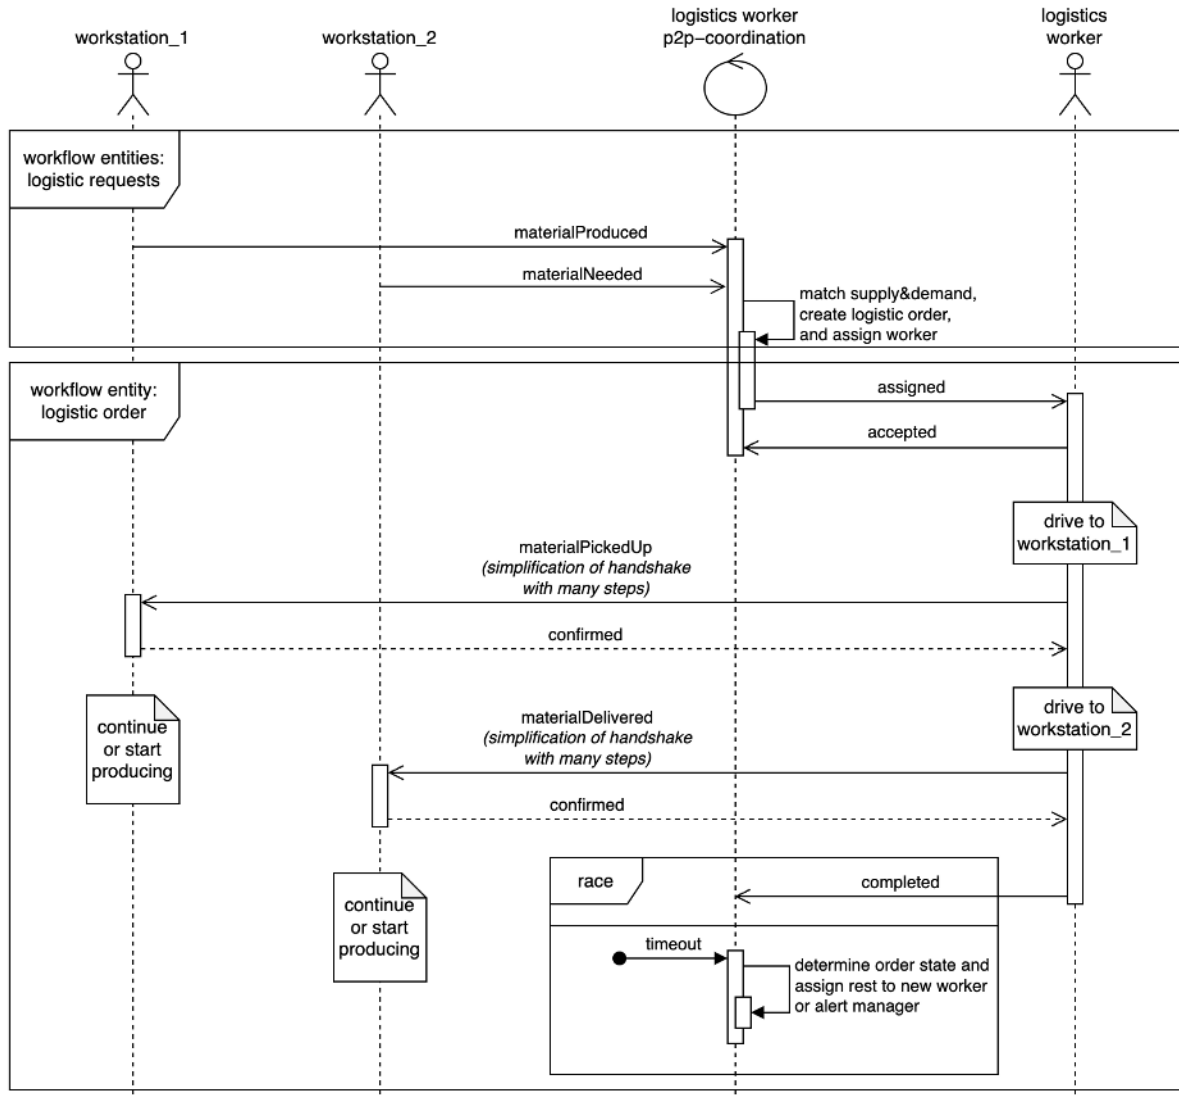 workstation_1
workstation_2
logistics worker
p2p-coordination
logistics
worker
workflow entities:
logistic requests
materialProduced
materialNeeded
match supply&demand,
create logistic order,
and assign worker
workflow entity:
logistic order
assigned
accepted
drive to
workstation_1
materialPickedUp
(simplification of handshake
with many steps)
confirmed
continue
or start
producing
drive to
workstation_2
materialDelivered
(simplification of handshake
with many steps)
confirmed
continue
or start
producing
race
completed
timeout
determine order state and
assign rest to new worker
or alert manager